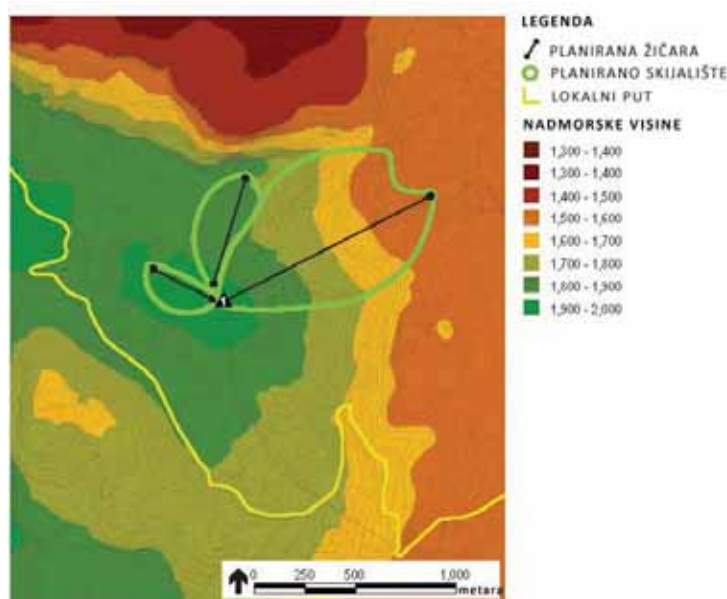 LEGENDA
PLANIRANA ŽIČARA
PLANIRANO SKIJALIŠTE
LOKALNI PUT
NADMORSKE VISINE
1,300 - 1,400
1,300 - 1,400
1,400 - 1,500
1,500 - 1,600
1,600 - 1,700
1,700 - 1,800
1,800 - 1,900
1,900 - 2,000
0 250 500 1,000
metara